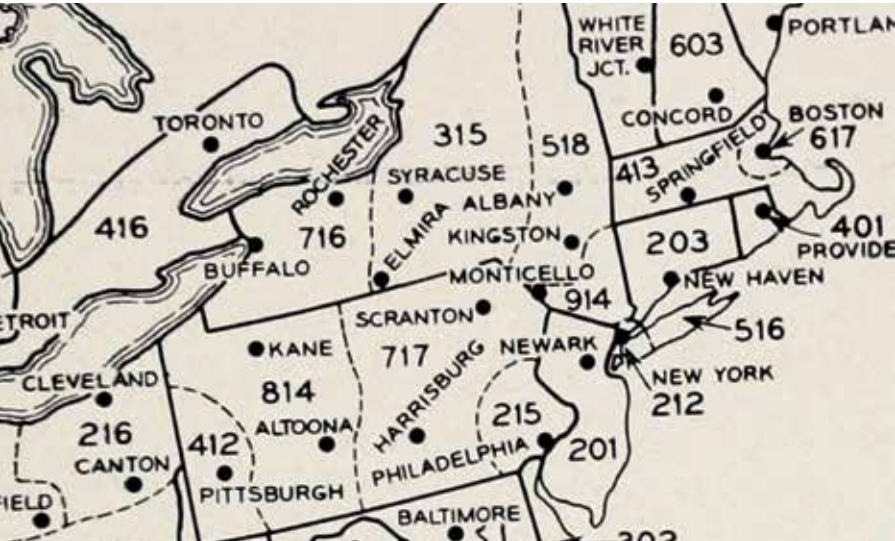 WHITE
RIVER
JCT.
603
PORTLAN
CONCORD
BOSTON
617
TORONTO
315
518
ROCHESTER
SYRACUSE
413
SPRINGFIELD
ALBANY
416
716
ELMIRA
KINGSTON
203
401
PROVIDE
BUFFALO
MONTICELLO
NEW HAVEN
914
516
ETROIT
SCRANTON
KANE
717
NEWARK
NEW YORK
212
CLEVELAND
814
HARRISBURG
215
216
412
ALTOONA
201
CANTON
PHILADELPHIA
PITTSBURGH
IELD
BALTIMORE